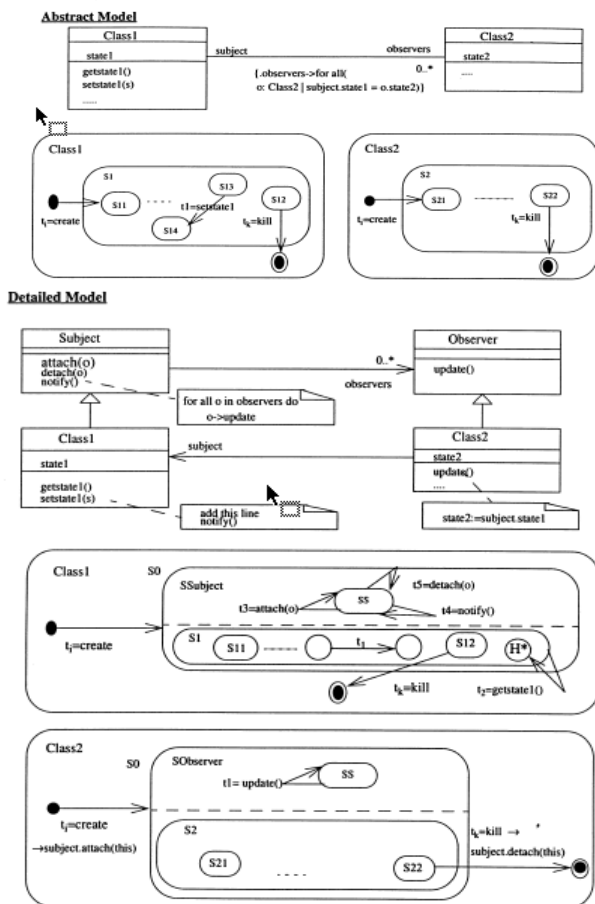 Abstract Model
Class1
state1
getstate1()
setstate1(s)
.....
subject
observers
0..*
[.observers->for all(
o: Class2 | subject.state1 = o.state2)]
Class2
state2
....
Class1
S1
S11
....
S13
t1=setstate1
S14
S12
tᵢ=create
tₖ=kill
Class2
S2
S21
S22
tᵢ=create
tₖ=kill
Detailed Model
Subject
attach(o)
detach(o)
notify()
0..*
observers
Observer
update()
for all o in observers do
o->update
Class1
state1
getstate1()
setstate1(s)
subject
Class2
state2
update()
....
add this line
notify()
state2:=subject.state1
Class1
S0
SSubject
SS
t5=detach(o)
t3=attach(o)
t4=notify()
tᵢ=create
S1
S11
t₁
S12
H*
tₖ=kill
t₂=getstate1()
Class2
S0
SObserver
SS
t1= update()
tᵢ=create
→subject.attach(this)
S2
S21
....
S22
tₖ=kill →
subject.detach(this)